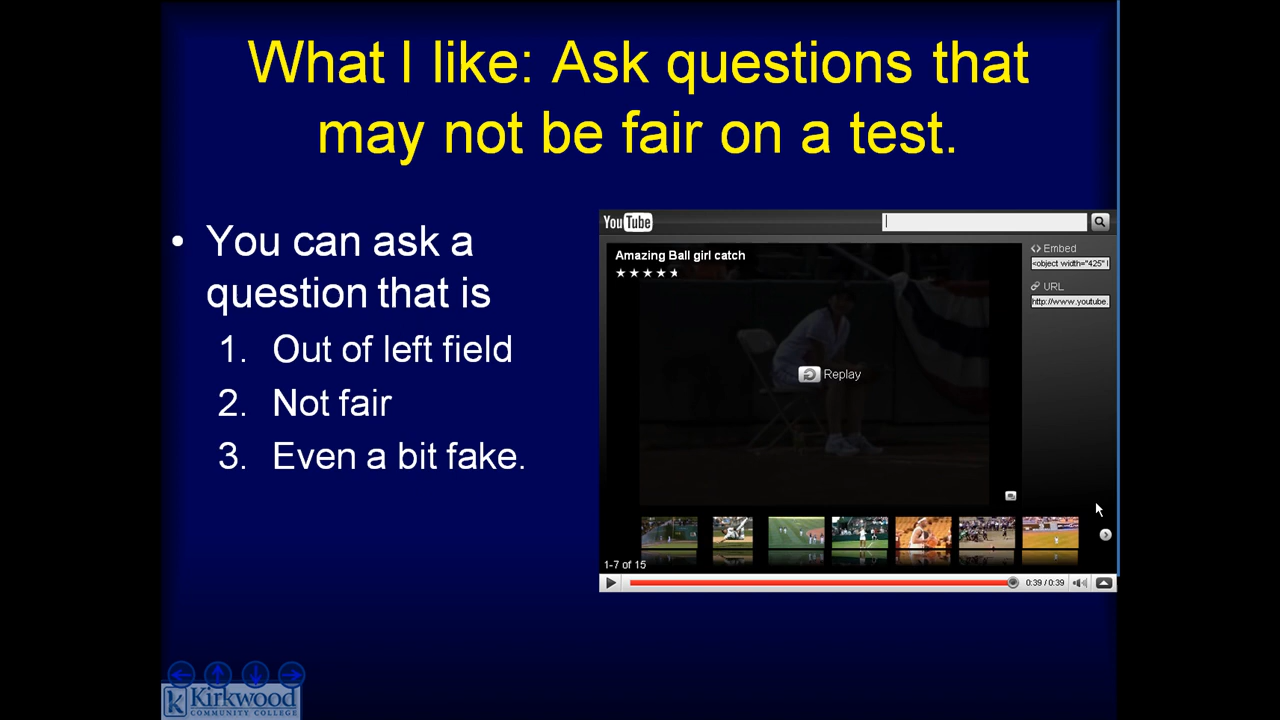 What I like: Ask questions that
may not be fair on a test.
• You can ask a
question that is
1. Out of left field
2. Not fair
3. Even a bit fake.
YouTube
Amazing Ball girl catch
Embed
<object width="425" l
URL
http://www.youtube.
Replay
1-7 of 15
0:39 / 0:39
Kirkwood
COMMUNITY COLLEGE